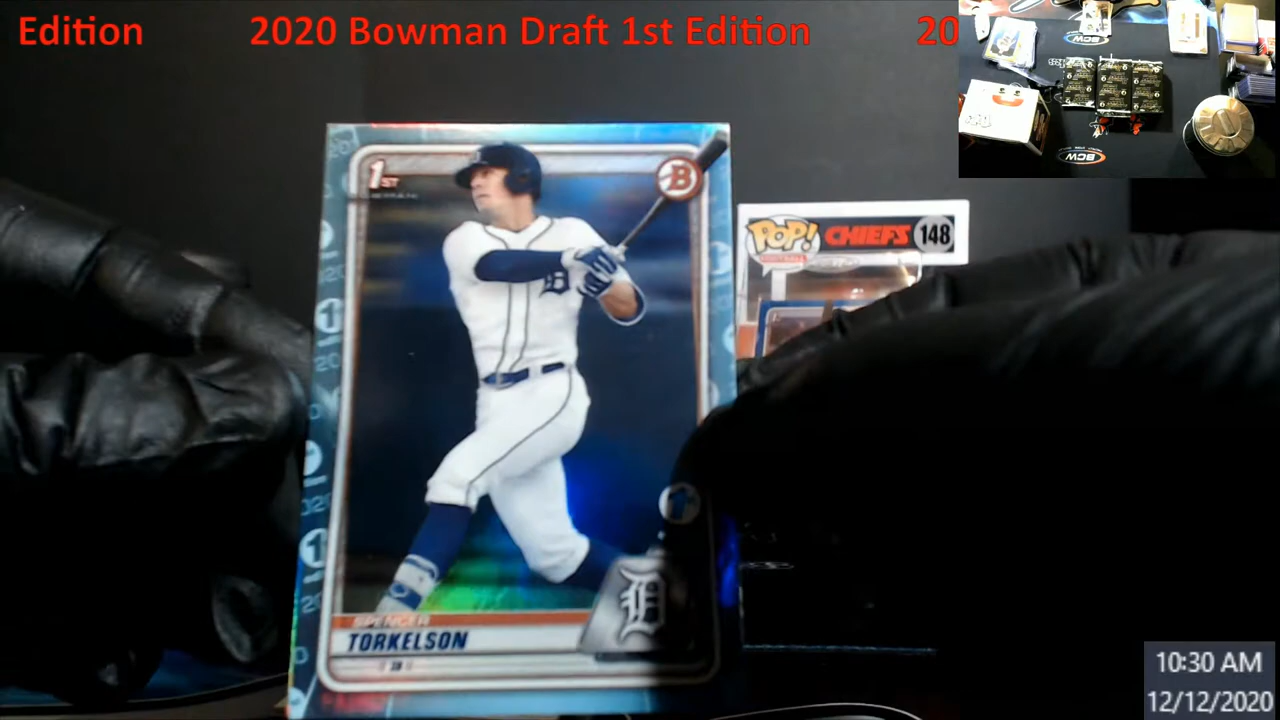 Edition 2020 Bowman Draft 1st Edition 20
1ST
B
POP! CHIEFS 148
D
SPENCER
TORKELSON
3B
BCW
BCW
10:30 AM
12/12/2020